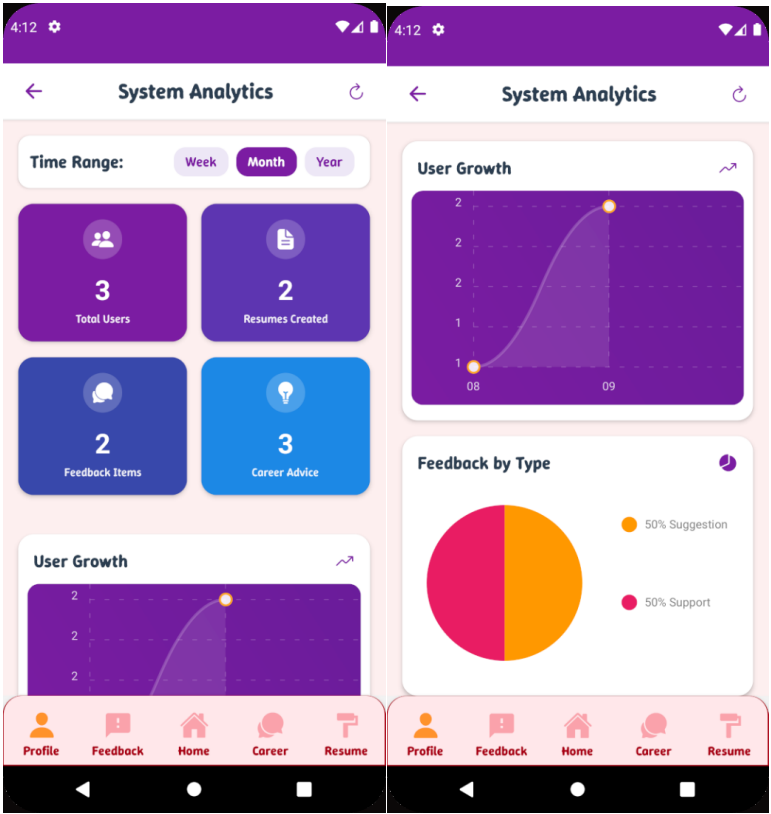 4:12
System Analytics
Time Range:
Week
Month
Year
3
Total Users
2
Resumes Created
2
Feedback Items
3
Career Advice
User Growth
2
2
2
Profile
Feedback
Home
Career
Resume
4:12
System Analytics
User Growth
2
2
2
1
1
08
09
Feedback by Type
50% Suggestion
50% Support
Profile
Feedback
Home
Career
Resume